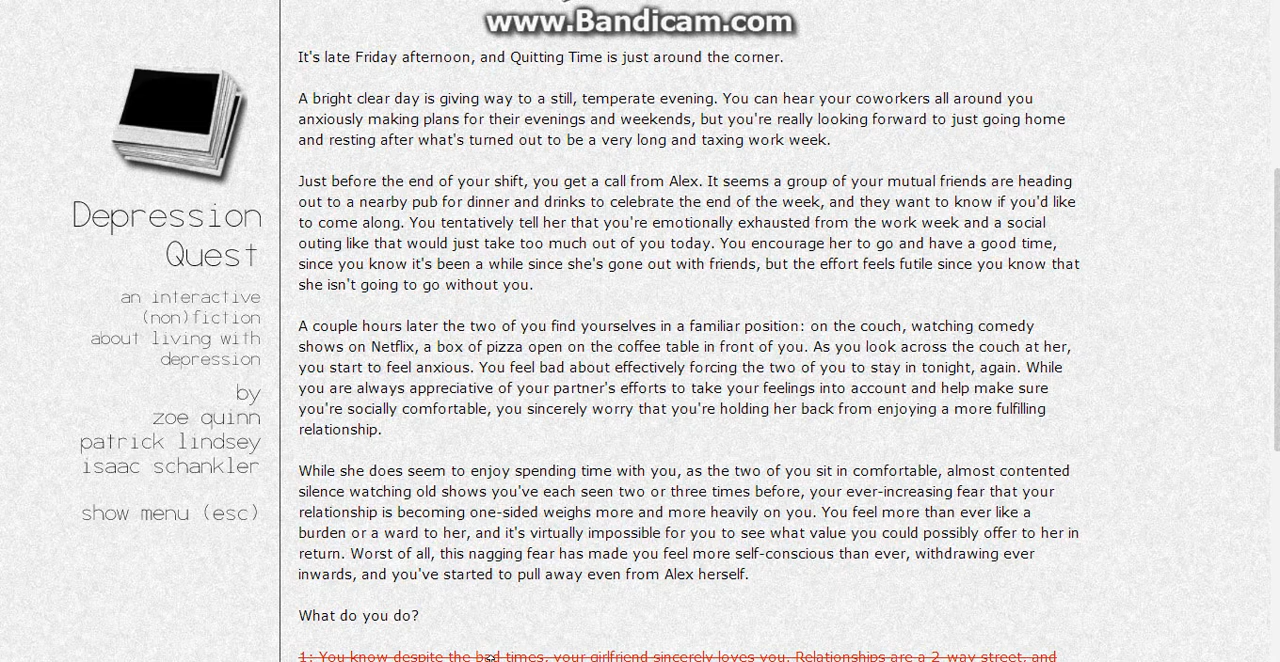 www.Bandicam.com
It's late Friday afternoon, and Quitting Time is just around the corner.
A bright clear day is giving way to a still, temperate evening. You can hear your coworkers all around you
anxiously making plans for their evenings and weekends, but you're really looking forward to just going home
and resting after what's turned out to be a very long and taxing work week.
Just before the end of your shift, you get a call from Alex. It seems a group of your mutual friends are heading
out to a nearby pub for dinner and drinks to celebrate the end of the week, and they want to know if you'd like
to come along. You tentatively tell her that you're emotionally exhausted from the work week and a social
outing like that would just take too much out of you today. You encourage her to go and have a good time,
since you know it's been a while since she's gone out with friends, but the effort feels futile since you know that
she isn't going to go without you.
A couple hours later the two of you find yourselves in a familiar position: on the couch, watching comedy
shows on Netflix, a box of pizza open on the coffee table in front of you. As you look across the couch at her,
you start to feel anxious. You feel bad about effectively forcing the two of you to stay in tonight, again. While
you are always appreciative of your partner's efforts to take your feelings into account and help make sure
you're socially comfortable, you sincerely worry that you're holding her back from enjoying a more fulfilling
relationship.
While she does seem to enjoy spending time with you, as the two of you sit in comfortable, almost contented
silence watching old shows you've each seen two or three times before, your ever-increasing fear that your
relationship is becoming one-sided weighs more and more heavily on you. You feel more than ever like a
burden or a ward to her, and it's virtually impossible for you to see what value you could possibly offer to her in
return. Worst of all, this nagging fear has made you feel more self-conscious than ever, withdrawing ever
inwards, and you've started to pull away even from Alex herself.
What do you do?
1: You know despite the bad times, your girlfriend sincerely loves you. Relationships are a 2-way street, and
Depression
Quest
an interactive
(non)fiction
about living with
depression
by
zoe quinn
patrick lindsey
isaac schankler
show menu (esc)